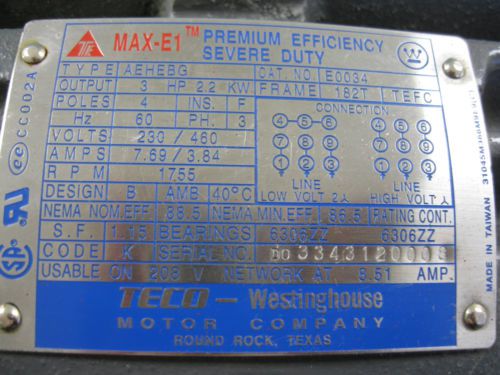 MAX-E1™ PREMIUM EFFICIENCY
SEVERE DUTY
TYPE AEHEBG CAT. NO. E0034
OUTPUT 3 HP 2.2 KW FRAME 182T TEFC
POLES 4 INS. F CONNECTION
Hz 60 PH. 3
VOLTS 230 / 460
AMPS 7.69 / 3.84
RPM 1755
DESIGN B AMB. 40°C
④ ⑤ ⑥
⑦ ⑧ ⑨
① ② ③
LINE
LOW VOLT 2⅄
④ ⑤ ⑥
⑦ ⑧ ⑨
① ② ③
LINE
HIGH VOLT ⅄
NEMA NOM. EFF. NEMA MIN. EFF. 86.5 RATING CONT.
S.F. 1.15 BEARINGS 6306ZZ 6306ZZ
CODE K SERIAL NO.
USABLE ON 208 V NETWORK AT 8.51 AMP.
TECO – Westinghouse
MOTOR COMPANY
ROUND ROCK, TEXAS
CC002A
MADE IN TAIWAN